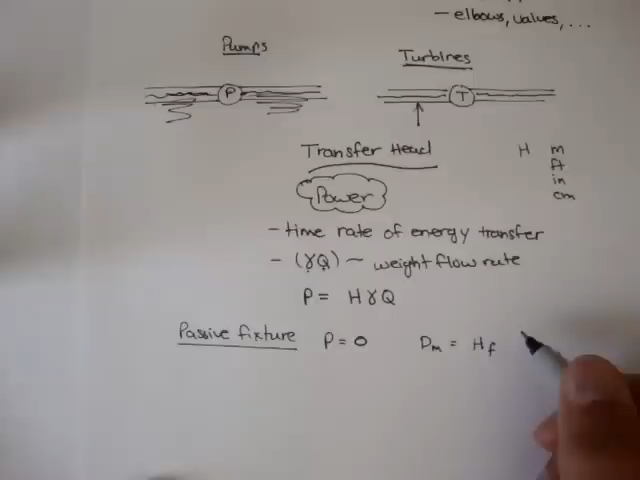 - elbows, values, ...
Pumps
Turbines
P
T
Transfer Head
H m
ft
in
cm
Power
- time rate of energy transfer
- (γQ) ~ weight flow rate
P = HγQ
Passive fixture P = 0 Dm = Hf